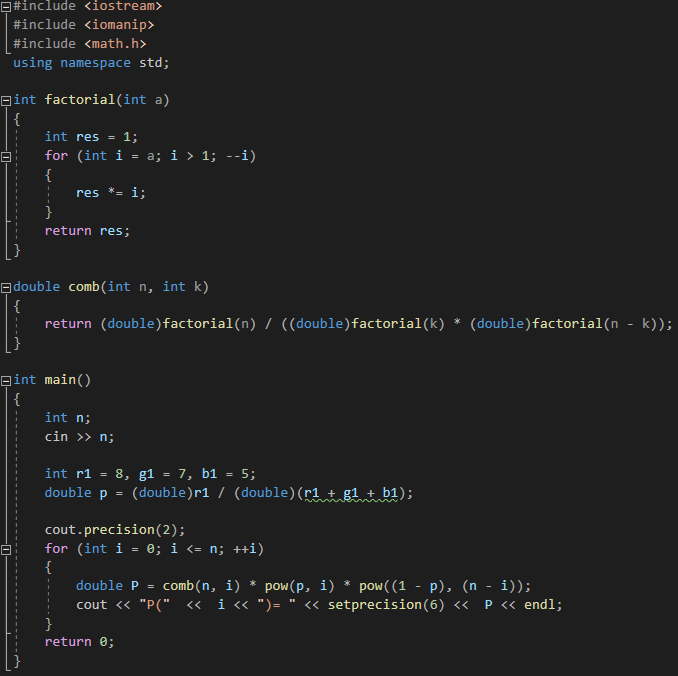 #include <iostream>
#include <iomanip>
#include <math.h>
using namespace std;
int factorial(int a)
{
int res = 1;
for (int i = a; i > 1; --i)
{
res *= i;
}
return res;
}
double comb(int n, int k)
{
return (double)factorial(n) / ((double)factorial(k) * (double)factorial(n - k));
}
int main()
{
int n;
cin >> n;
int r1 = 8, g1 = 7, b1 = 5;
double p = (double)r1 / (double)(r1 + g1 + b1);
cout.precision(2);
for (int i = 0; i <= n; ++i)
{
double P = comb(n, i) * pow(p, i) * pow((1 - p), (n - i));
cout << "P(" << i << ")= " << setprecision(6) << P << endl;
}
return 0;
}